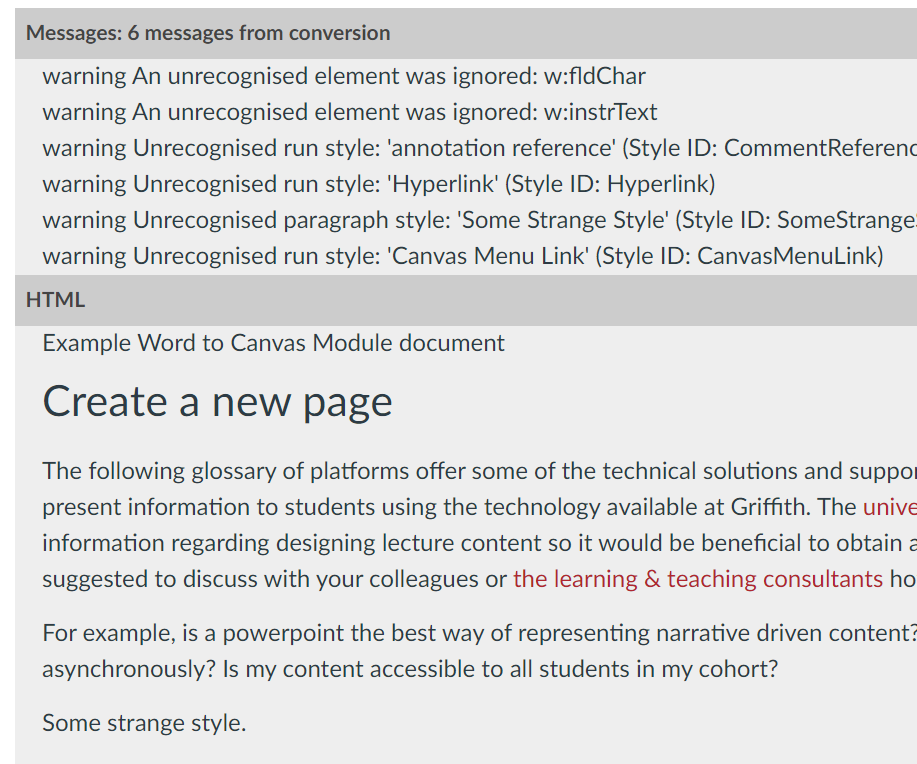 Messages: 6 messages from conversion
warning An unrecognised element was ignored: w:fldChar
warning An unrecognised element was ignored: w:instrText
warning Unrecognised run style: 'annotation reference' (Style ID: CommentReferenc
warning Unrecognised run style: 'Hyperlink' (Style ID: Hyperlink)
warning Unrecognised paragraph style: 'Some Strange Style' (Style ID: SomeStrange
warning Unrecognised run style: 'Canvas Menu Link' (Style ID: CanvasMenuLink)
HTML
Example Word to Canvas Module document
Create a new page
The following glossary of platforms offer some of the technical solutions and suppor
present information to students using the technology available at Griffith. The unive
information regarding designing lecture content so it would be beneficial to obtain a
suggested to discuss with your colleagues or the learning & teaching consultants ho
For example, is a powerpoint the best way of representing narrative driven content?
asynchronously? Is my content accessible to all students in my cohort?
Some strange style.